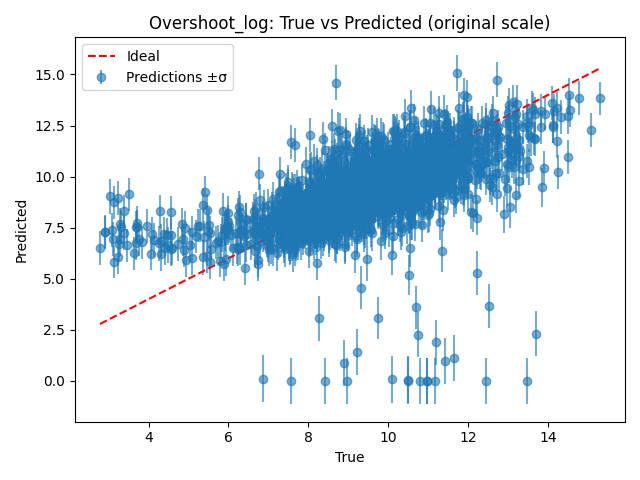 Overshoot_log: True vs Predicted (original scale)
Ideal
Predictions ±σ
15.0
12.5
10.0
7.5
5.0
2.5
0.0
Predicted
4 6 8 10 12 14
True